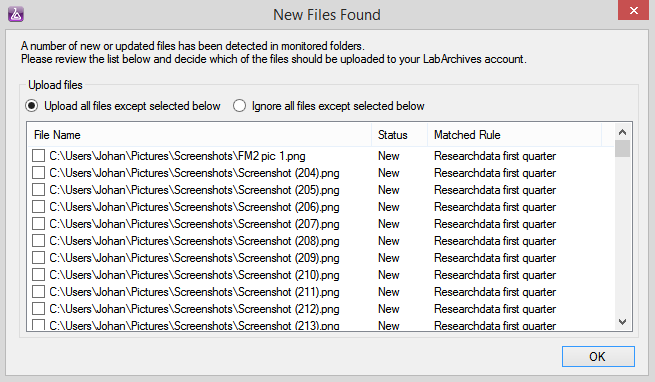 New Files Found
A number of new or updated files has been detected in monitored folders.
Please review the list below and decide which of the files should be uploaded to your LabArchives account.
Upload files
Upload all files except selected below Ignore all files except selected below
File Name Status Matched Rule
C:\Users\Johan\Pictures\Screenshots\FM2 pic 1.png New Researchdata first quarter
C:\Users\Johan\Pictures\Screenshots\Screenshot (204).png New Researchdata first quarter
C:\Users\Johan\Pictures\Screenshots\Screenshot (205).png New Researchdata first quarter
C:\Users\Johan\Pictures\Screenshots\Screenshot (206).png New Researchdata first quarter
C:\Users\Johan\Pictures\Screenshots\Screenshot (207).png New Researchdata first quarter
C:\Users\Johan\Pictures\Screenshots\Screenshot (208).png New Researchdata first quarter
C:\Users\Johan\Pictures\Screenshots\Screenshot (209).png New Researchdata first quarter
C:\Users\Johan\Pictures\Screenshots\Screenshot (210).png New Researchdata first quarter
C:\Users\Johan\Pictures\Screenshots\Screenshot (211).png New Researchdata first quarter
C:\Users\Johan\Pictures\Screenshots\Screenshot (212).png New Researchdata first quarter
C:\Users\Johan\Pictures\Screenshots\Screenshot (213).png New Researchdata first quarter
OK